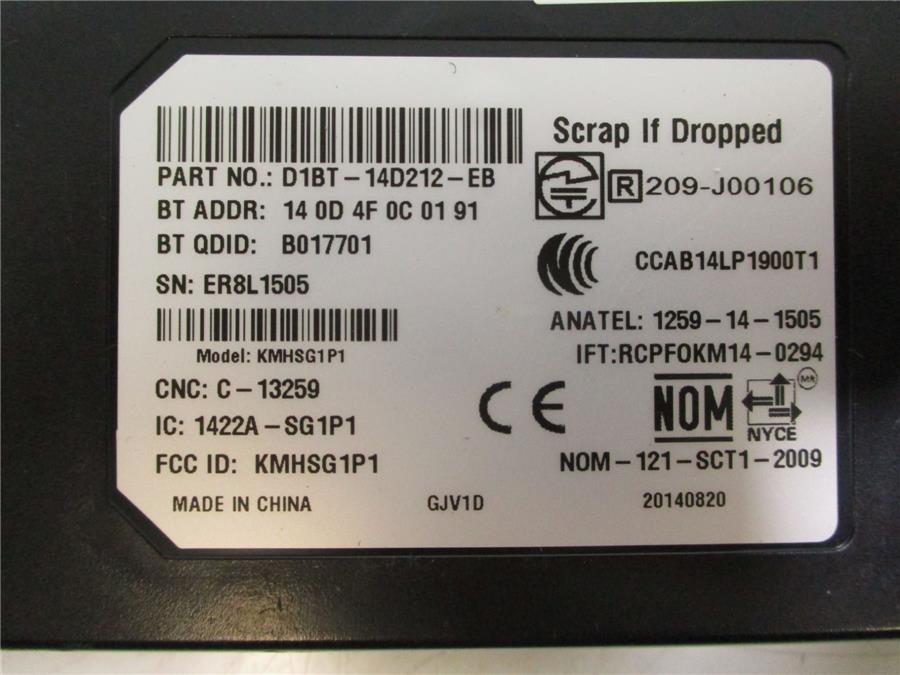 Scrap If Dropped
PART NO.: D1BT-14D212-EB
R 209-J00106
BT ADDR: 14 0D 4F 0C 01 91
BT QDID: B017701
CCAB14LP1900T1
SN: ER8L1505
ANATEL: 1259-14-1505
Model: KMHSG1P1
IFT:RCPFOKM14-0294
CNC: C-13259
CE
NOM
NYCE
IC: 1422A-SG1P1
FCC ID: KMHSG1P1
NOM-121-SCT1-2009
MADE IN CHINA
GJV1D
20140820